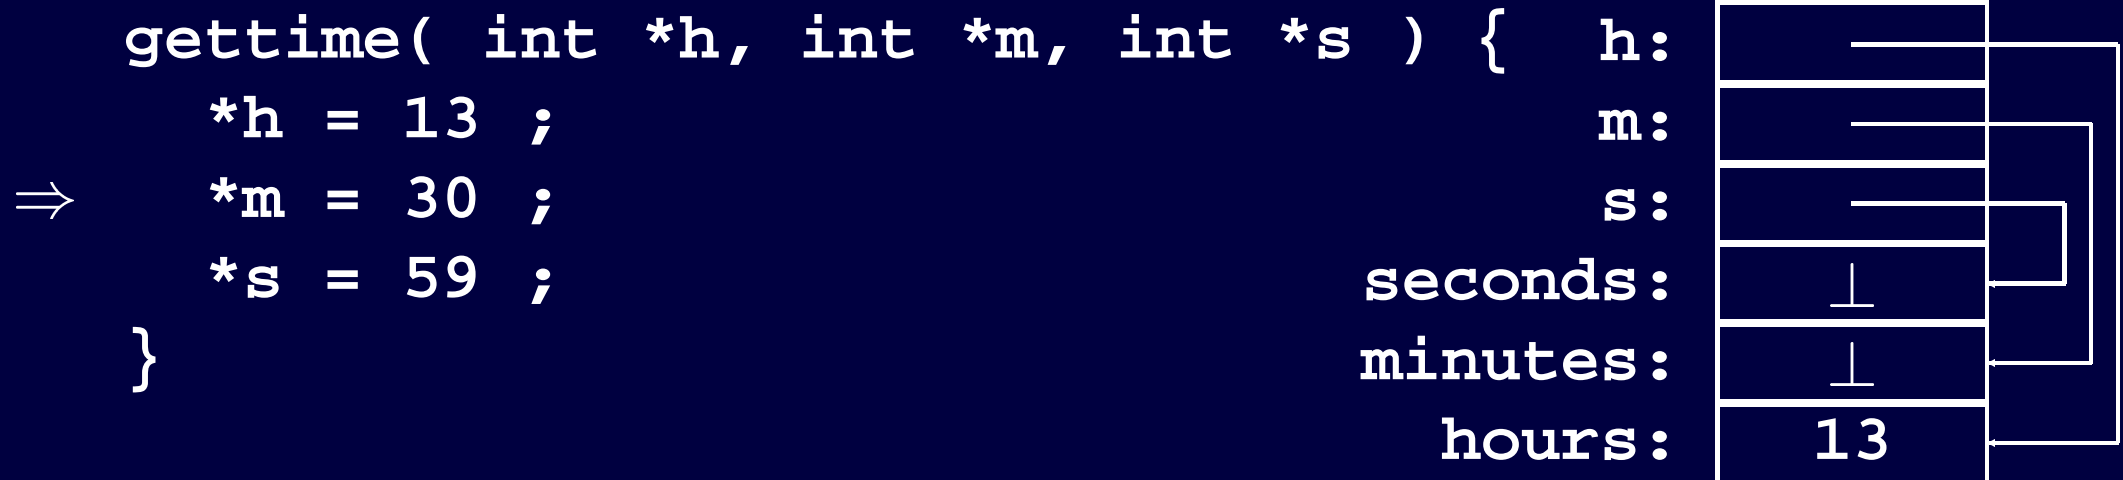 gettime( int *h, int *m, int *s ) { h:
*h = 13 ; m:
⇒ *m = 30 ; s:
*s = 59 ; seconds: ⊥
} minutes: ⊥
hours: 13